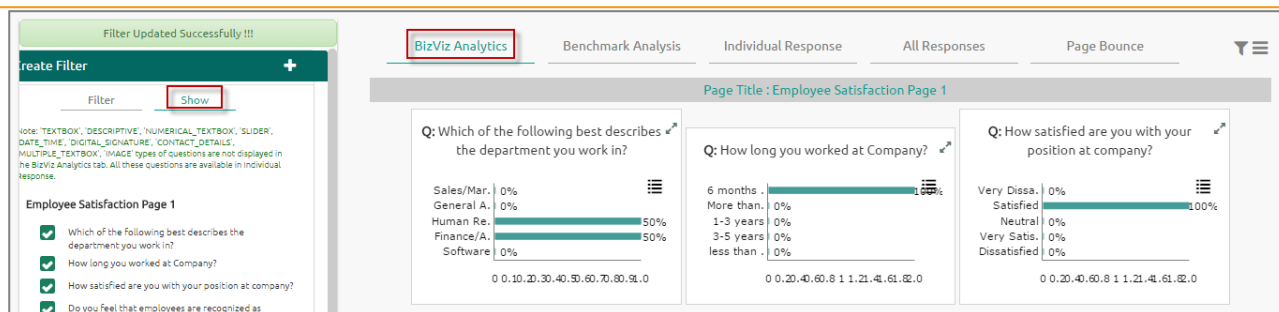 Filter Updated Successfully !!!
Create Filter
Filter Show
Note: 'TEXTBOX', 'DESCRIPTIVE', 'NUMERICAL_TEXTBOX', 'SLIDER',
DATE_TIME', 'DIGITAL_SIGNATURE', 'CONTACT_DETAILS',
MULTIPLE_TEXTBOX', 'IMAGE' types of questions are not displayed in
the BizViz Analytics tab. All these questions are available in Individual
Response.
Employee Satisfaction Page 1
Which of the following best describes the
department you work in?
How long you worked at Company?
How satisfied are you with your position at company?
Do you feel that employees are recognized as
BizViz Analytics Benchmark Analysis Individual Response All Responses Page Bounce
Page Title : Employee Satisfaction Page 1
Q: Which of the following best describes
the department you work in?
Sales/Mar. 0%
General A. 0%
Human Re. 50%
Finance/A. 50%
Software 0%
0 0.10.20.30.40.50.60.70.80.91.0
Q: How long you worked at Company?
6 months . 100%
More than. 0%
1-3 years 0%
3-5 years 0%
less than . 0%
0 0.20.40.60.8 1 1.21.41.61.82.0
Q: How satisfied are you with your
position at company?
Very Dissa. 0%
Satisfied 100%
Neutral 0%
Very Satis. 0%
Dissatisfied 0%
0 0.20.40.60.8 1 1.21.41.61.82.0